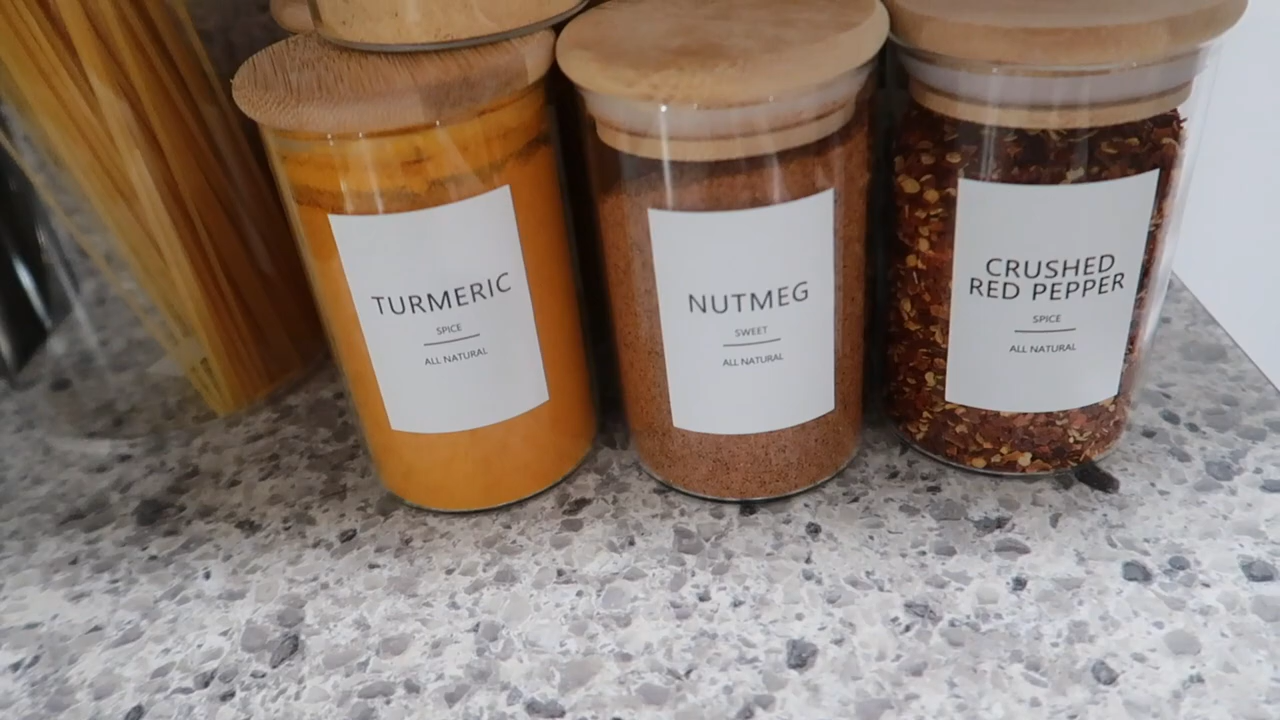 TURMERIC
SPICE
ALL NATURAL
NUTMEG
SWEET
ALL NATURAL
CRUSHED
RED PEPPER
SPICE
ALL NATURAL